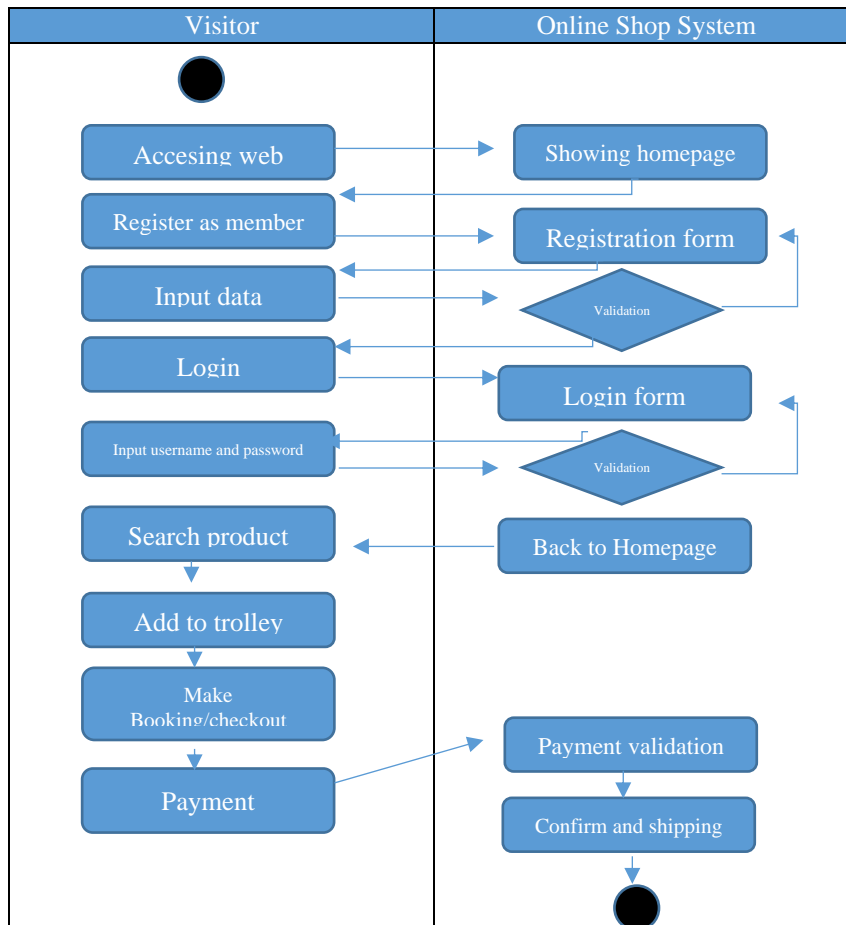 Visitor
Online Shop System
Accesing web
Showing homepage
Register as member
Registration form
Input data
Validation
Login
Login form
Input username and password
Validation
Search product
Back to Homepage
Add to trolley
Make
Booking/checkout
Payment validation
Payment
Confirm and shipping